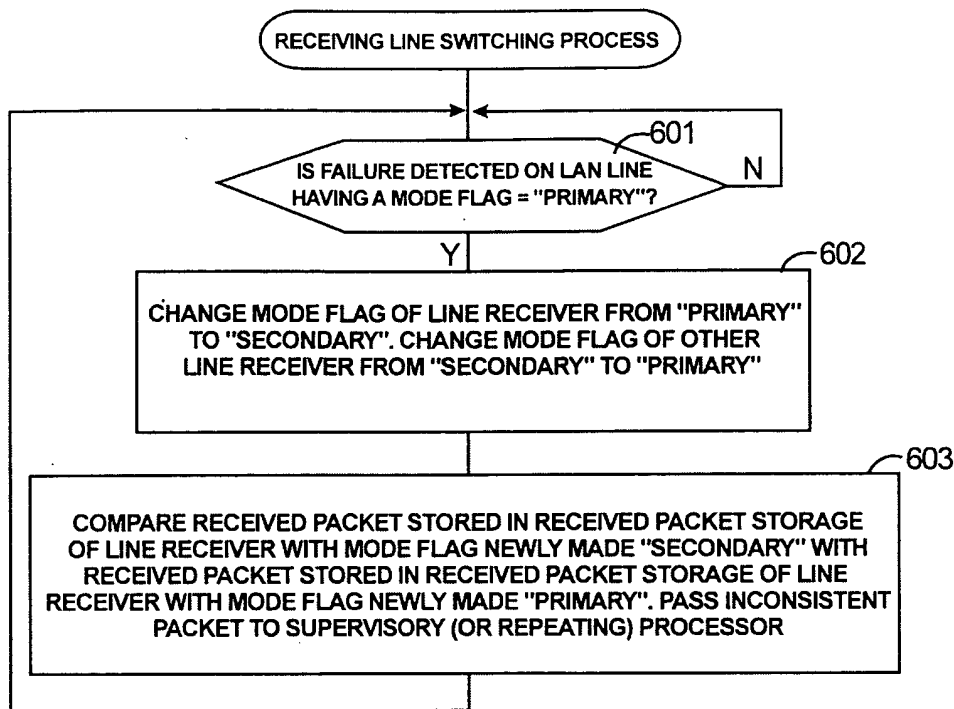 RECEIVING LINE SWITCHING PROCESS
601
IS FAILURE DETECTED ON LAN LINE
HAVING A MODE FLAG = "PRIMARY"?
N
Y
602
CHANGE MODE FLAG OF LINE RECEIVER FROM "PRIMARY"
TO "SECONDARY". CHANGE MODE FLAG OF OTHER
LINE RECEIVER FROM "SECONDARY" TO "PRIMARY"
603
COMPARE RECEIVED PACKET STORED IN RECEIVED PACKET STORAGE
OF LINE RECEIVER WITH MODE FLAG NEWLY MADE "SECONDARY" WITH
RECEIVED PACKET STORED IN RECEIVED PACKET STORAGE OF LINE
RECEIVER WITH MODE FLAG NEWLY MADE "PRIMARY". PASS INCONSISTENT
PACKET TO SUPERVISORY (OR REPEATING) PROCESSOR